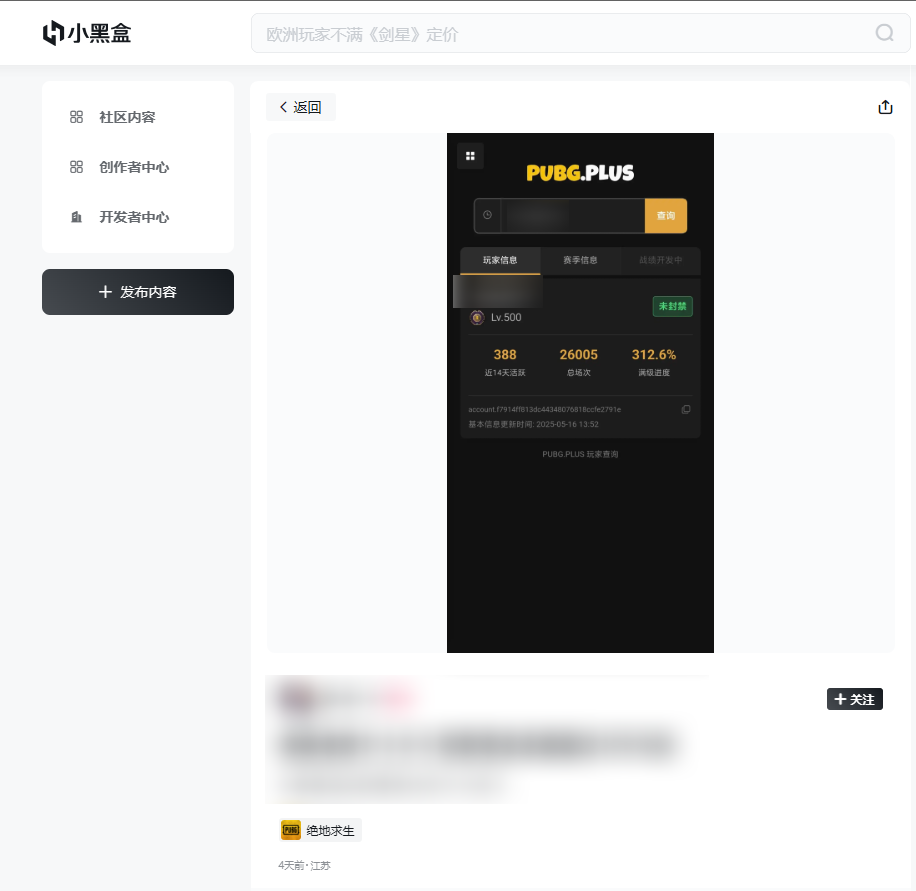 小黑盒
欧洲玩家不满《剑星》定价
社区内容
创作者中心
开发者中心
发布内容
返回
PUBG.PLUS
查询
玩家信息 赛季信息 战绩开发中
Lv.500
未封禁
388 26005 312.6%
近14天活跃 总场次 满级进度
account.f7914ff813dc44348076818ccfe2791e
基本信息更新时间: 2025-05-16 13:52
PUBG.PLUS 玩家查询
关注
PUBG 绝地求生
4天前·江苏